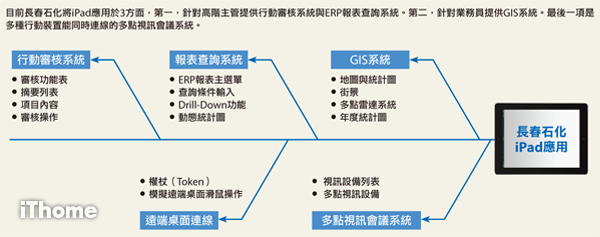 目前長春石化將iPad應用於3方面，第一，針對高階主管提供行動審核系統與ERP報表查詢系統。第二，針對業務員提供GIS系統。最後一項是
多種行動裝置能同時連線的多點視訊會議系統。
行動審核系統
● 審核功能表
● 摘要列表
● 項目內容
● 審核操作
報表查詢系統
● ERP報表主選單
● 查詢條件輸入
● Drill-Down功能
● 動態統計圖
GIS系統
● 地圖與統計圖
● 街景
● 多點雷達系統
● 年度統計圖
長春石化
iPad應用
● 權杖（Token）
● 模擬遠端桌面滑鼠操作
遠端桌面連線
● 視訊設備列表
● 多點視訊設備
多點視訊會議系統
iThome